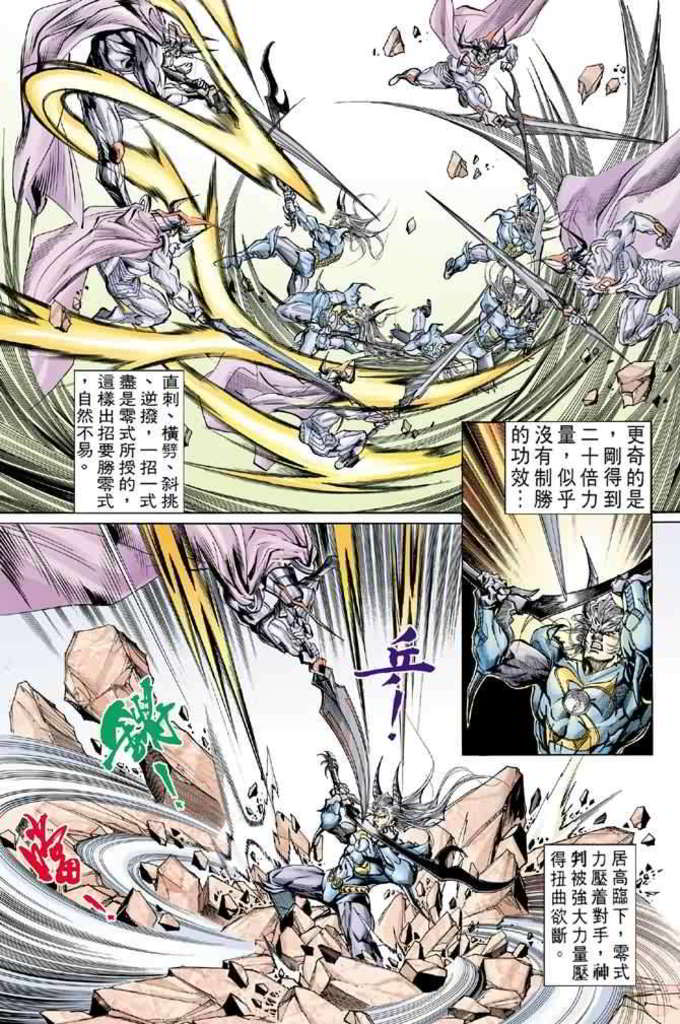 直刺、橫劈、斜挑
、逆撥，一招一式
盡是零式所授的，
這樣出招要勝零式
，自然不易。
更奇的是
，剛得到
二十倍力
量，似乎
沒有制勝
的功效…
乒！
居高臨下，零式
力壓着對手，神
判被強大力量壓
得扭曲欲斷。